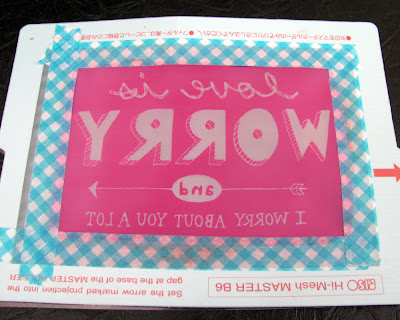 love is
WORRY
and
I WORRY ABOUT YOU A LOT
RISO Hi-Mesh MASTER B6
Set the arrow marked projection into the
gap at the base of the MASTER